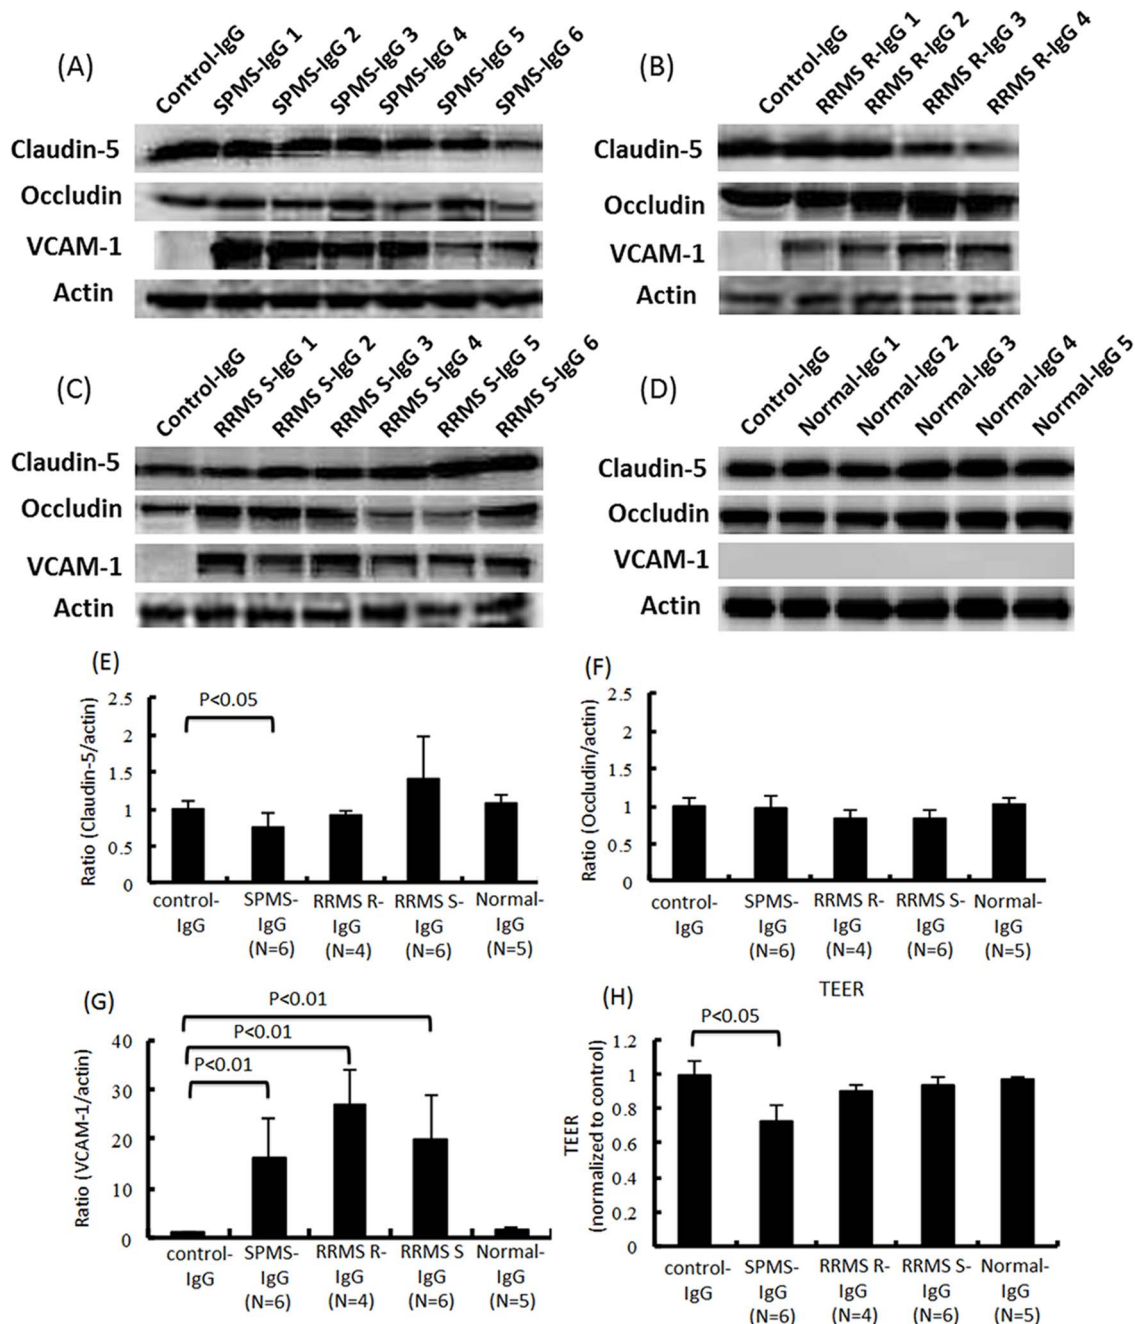 (A)
Control-IgG
SPMS-IgG 1
SPMS-IgG 2
SPMS-IgG 3
SPMS-IgG 4
SPMS-IgG 5
SPMS-IgG 6
Claudin-5
Occludin
VCAM-1
Actin
(B)
Control-IgG
RRMS R-IgG 1
RRMS R-IgG 2
RRMS R-IgG 3
RRMS R-IgG 4
Claudin-5
Occludin
VCAM-1
Actin
(C)
Control-IgG
RRMS S-IgG 1
RRMS S-IgG 2
RRMS S-IgG 3
RRMS S-IgG 4
RRMS S-IgG 5
RRMS S-IgG 6
Claudin-5
Occludin
VCAM-1
Actin
(D)
Control-IgG
Normal-IgG 1
Normal-IgG 2
Normal-IgG 3
Normal-IgG 4
Normal-IgG 5
Claudin-5
Occludin
VCAM-1
Actin
(E)
Ratio (Claudin-5/actin)
2.5
2
1.5
1
0.5
0
P<0.05
control- SPMS- RRMS R- RRMS S- Normal-
IgG IgG IgG IgG IgG
(N=6) (N=4) (N=6) (N=5)
(F)
Ratio (Occludin/actin)
2.5
2
1.5
1
0.5
0
control- SPMS- RRMS R- RRMS S- Normal-
IgG IgG IgG IgG IgG
(N=6) (N=4) (N=6) (N=5)
(G)
Ratio (VCAM-1/actin)
40
30
20
10
0
P<0.01
P<0.01
P<0.01
control- SPMS- RRMS R- RRMS S Normal-
IgG IgG IgG IgG IgG
(N=6) (N=4) (N=6) (N=5)
(H)
TEER
TEER
(normalized to control)
1.2
1
0.8
0.6
0.4
0.2
0
P<0.05
control- SPMS- RRMS R- RRMS S- Normal-
IgG IgG IgG IgG IgG
(N=6) (N=4) (N=6) (N=5)